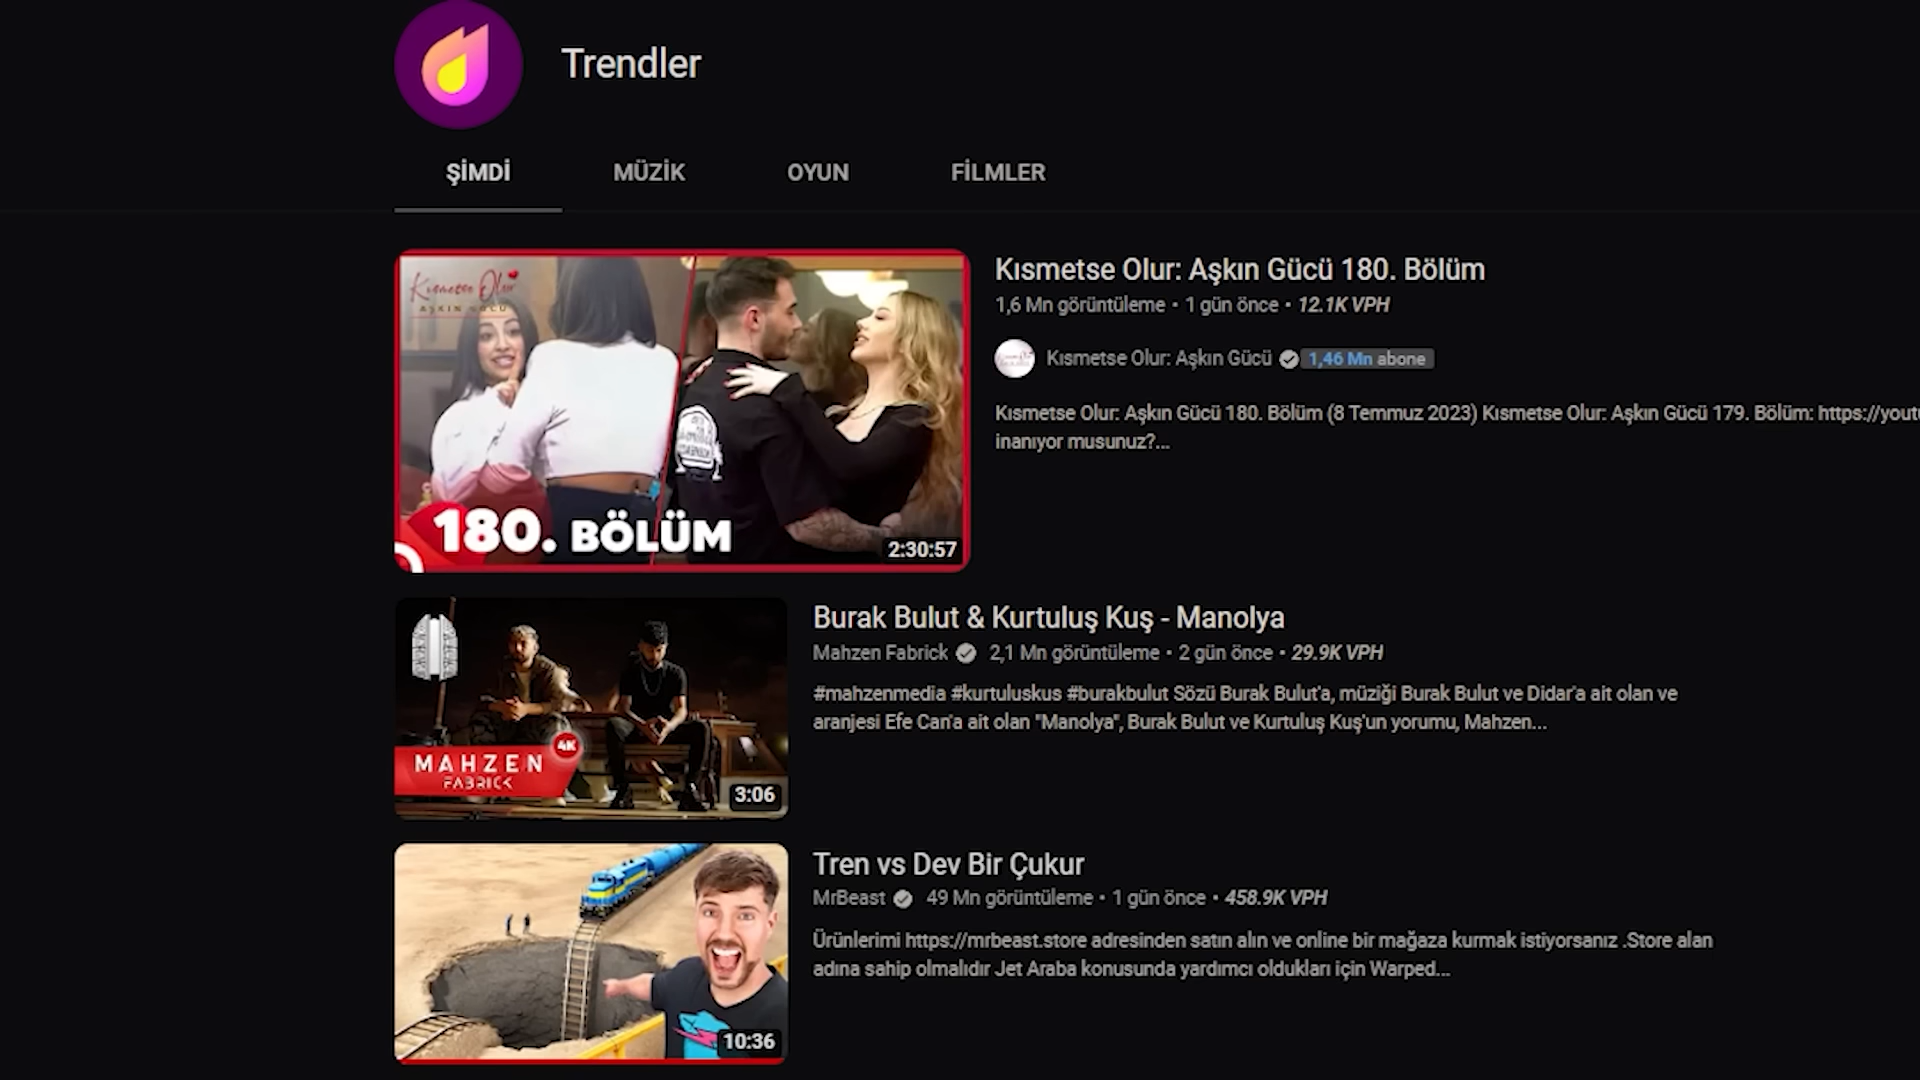 Trendler
ŞİMDİ
MÜZİK
OYUN
FİLMLER
Kısmetse Olur
AŞKIN GÜCÜ
180. BÖLÜM
2:30:57
Kısmetse Olur: Aşkın Gücü 180. Bölüm
1,6 Mn görüntüleme • 1 gün önce • 12.1K VPH
Kısmetse Olur: Aşkın Gücü 1,46 Mn abone
Kısmetse Olur: Aşkın Gücü 180. Bölüm (8 Temmuz 2023) Kısmetse Olur: Aşkın Gücü 179. Bölüm: https://youtu
inanıyor musunuz?...
4K
MAHZEN
FABRICK
3:06
Burak Bulut & Kurtuluş Kuş - Manolya
Mahzen Fabrick 2,1 Mn görüntüleme • 2 gün önce • 29.9K VPH
#mahzenmedia #kurtuluskus #burakbulut Sözü Burak Bulut'a, müziği Burak Bulut ve Didar'a ait olan ve
aranjesi Efe Can'a ait olan "Manolya", Burak Bulut ve Kurtuluş Kuş'un yorumu, Mahzen...
10:36
Tren vs Dev Bir Çukur
MrBeast 49 Mn görüntüleme • 1 gün önce • 458.9K VPH
Ürünlerimi https://mrbeast.store adresinden satın alın ve online bir mağaza kurmak istiyorsanız .Store alan
adına sahip olmalıdır Jet Araba konusunda yardımcı oldukları için Warped...